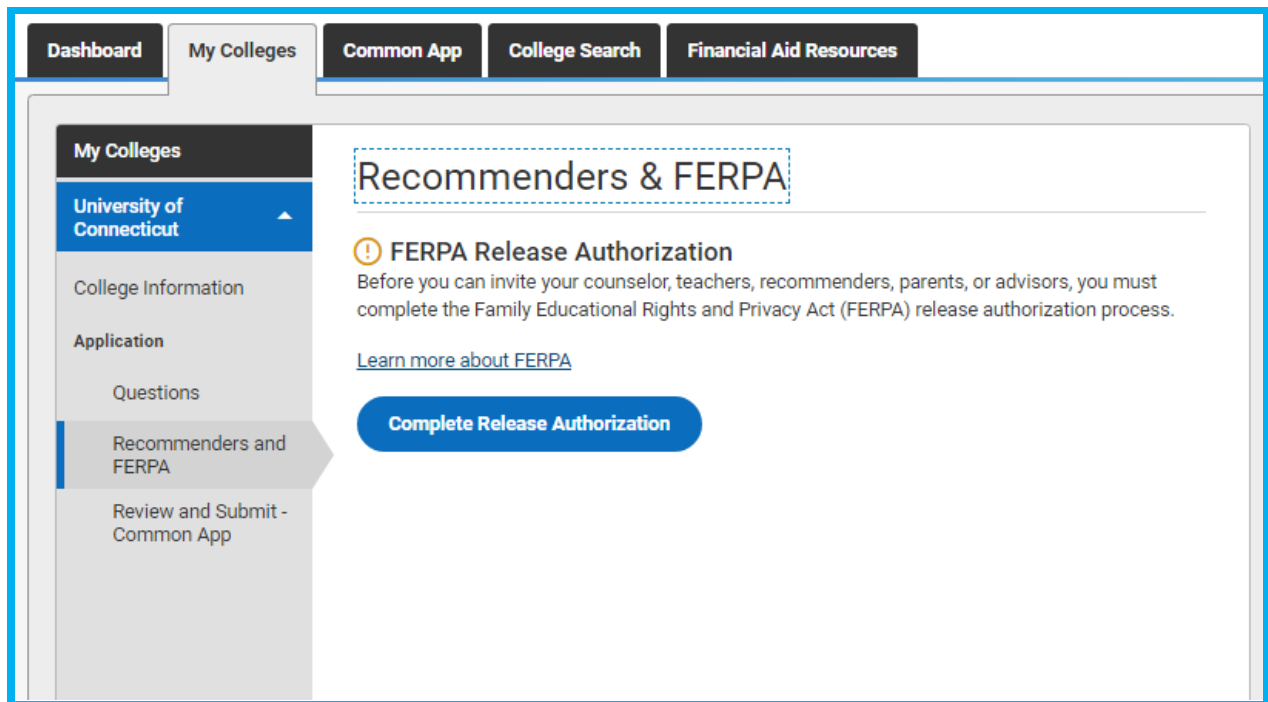 Dashboard
My Colleges
Common App
College Search
Financial Aid Resources
My Colleges
University of
Connecticut
College Information
Application
Questions
Recommenders and
FERPA
Review and Submit -
Common App
Recommenders & FERPA
FERPA Release Authorization
Before you can invite your counselor, teachers, recommenders, parents, or advisors, you must
complete the Family Educational Rights and Privacy Act (FERPA) release authorization process.
Learn more about FERPA
Complete Release Authorization